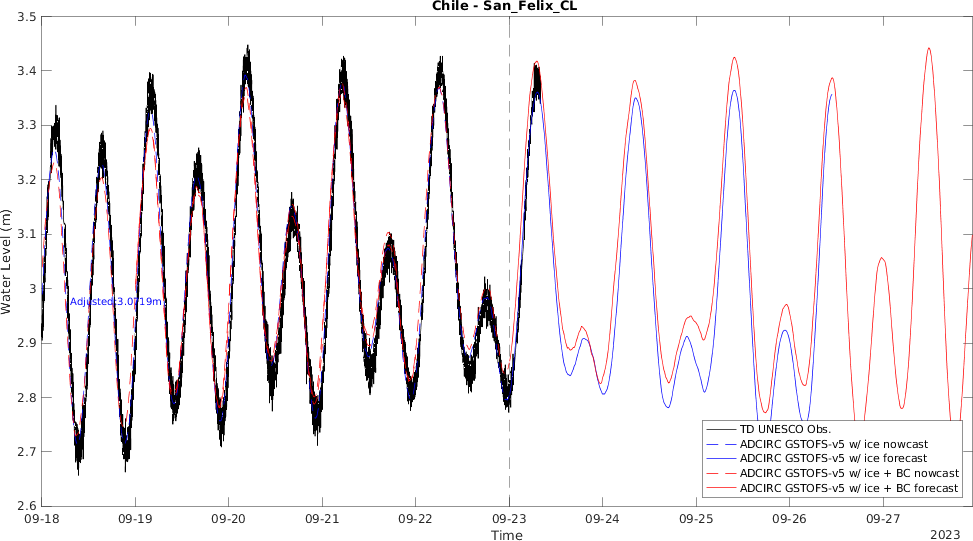 Chile - San_Felix_CL
3.5
3.4
3.3
3.2
3.1
3
2.9
2.8
2.7
2.6
Water Level (m)
Adjusted:3.0719m
TD UNESCO Obs.
ADCIRC GSTOFS-v5 w/ ice nowcast
ADCIRC GSTOFS-v5 w/ ice forecast
ADCIRC GSTOFS-v5 w/ ice + BC nowcast
ADCIRC GSTOFS-v5 w/ ice + BC forecast
09-18 09-19 09-20 09-21 09-22 09-23 09-24 09-25 09-26 09-27
Time
2023